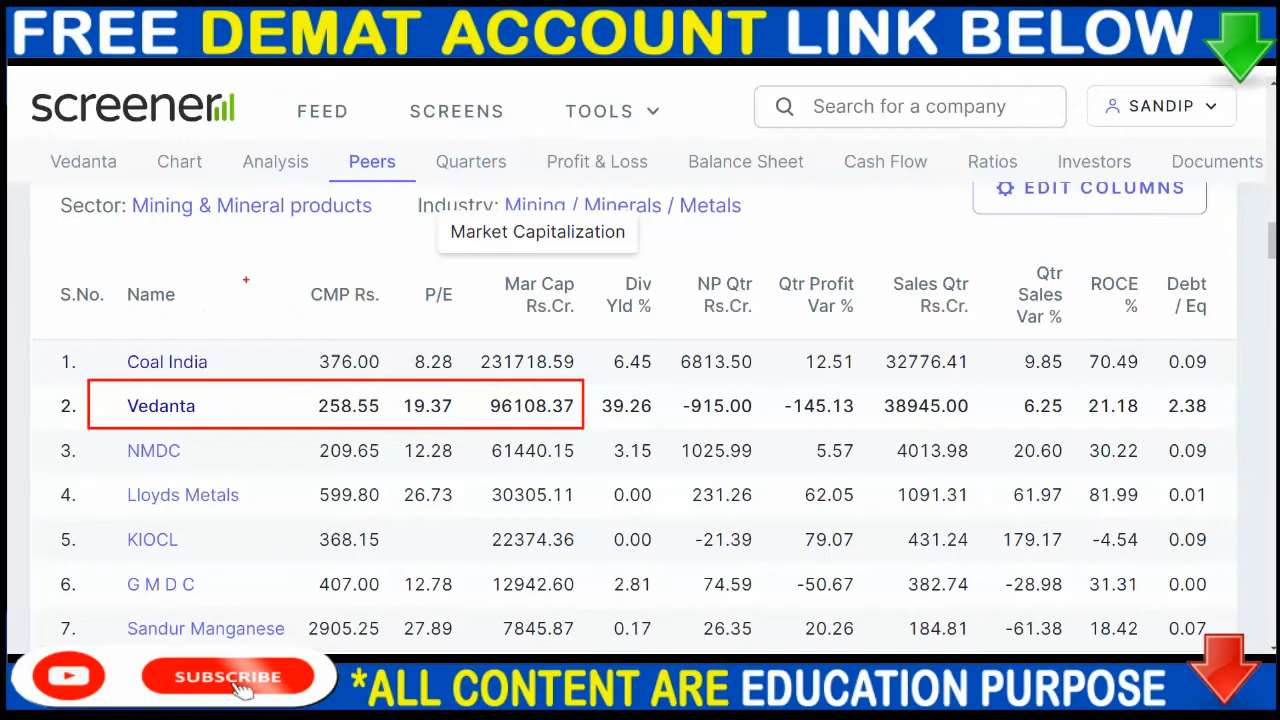 FREE DEMAT ACCOUNT LINK BELOW
screener FEED SCREENS TOOLS Search for a company SANDIP
Vedanta Chart Analysis Peers Quarters Profit & Loss Balance Sheet Cash Flow Ratios Investors Documents
Sector: Mining & Mineral products Industry: Mining / Minerals / Metals EDIT COLUMNS
Market Capitalization
S.No. Name CMP Rs. P/E Mar Cap Rs.Cr. Div Yld % NP Qtr Rs.Cr. Qtr Profit Var % Sales Qtr Rs.Cr. Qtr Sales Var % ROCE % Debt / Eq
1. Coal India 376.00 8.28 231718.59 6.45 6813.50 12.51 32776.41 9.85 70.49 0.09
2. Vedanta 258.55 19.37 96108.37 39.26 -915.00 -145.13 38945.00 6.25 21.18 2.38
3. NMDC 209.65 12.28 61440.15 3.15 1025.99 5.57 4013.98 20.60 30.22 0.09
4. Lloyds Metals 599.80 26.73 30305.11 0.00 231.26 62.05 1091.31 61.97 81.99 0.01
5. KIOCL 368.15 22374.36 0.00 -21.39 79.07 431.24 179.17 -4.54 0.09
6. G M D C 407.00 12.78 12942.60 2.81 74.59 -50.67 382.74 -28.98 31.31 0.00
7. Sandur Manganese 2905.25 27.89 7845.87 0.17 26.35 20.26 184.81 -61.38 18.42 0.07
SUBSCRIBE *ALL CONTENT ARE EDUCATION PURPOSE